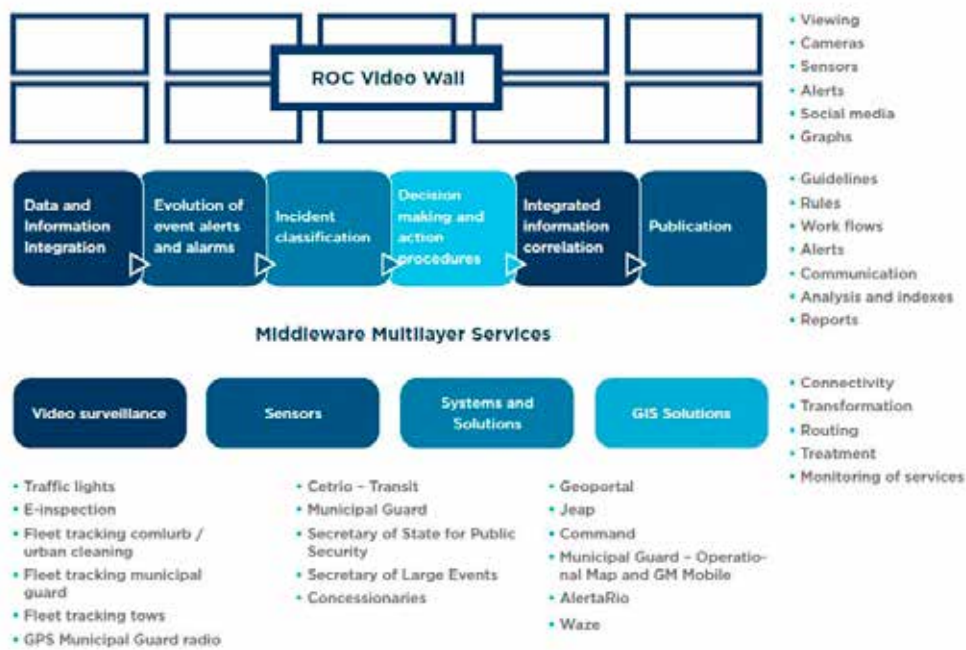 ROC Video Wall
• Viewing
• Cameras
• Sensors
• Alerts
• Social media
• Graphs
Data and
Information
Integration
Evolution of
event alerts
and alarms
Incident
classification
Decision
making and
action
procedures
Integrated
information
correlation
Publication
• Guidelines
• Rules
• Work flows
• Alerts
• Communication
• Analysis and indexes
• Reports
Middleware Multilayer Services
Video surveillance
Sensors
Systems and
Solutions
GIS Solutions
• Connectivity
• Transformation
• Routing
• Treatment
• Monitoring of services
• Traffic lights
• E-inspection
• Fleet tracking comlurb /
urban cleaning
• Fleet tracking municipal
guard
• Fleet tracking tows
• GPS Municipal Guard radio
• Cetrio – Transit
• Municipal Guard
• Secretary of State for Public
Security
• Secretary of Large Events
• Concessionaries
• Geoportal
• Jeap
• Command
• Municipal Guard – Operatio-
nal Map and GM Mobile
• AlertaRio
• Waze